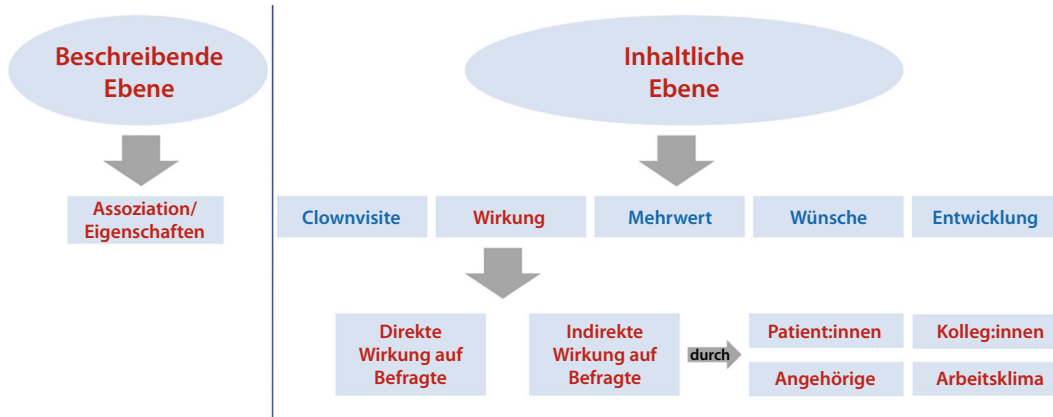 Beschreibende
Ebene
Inhaltliche
Ebene
Assoziation/
Eigenschaften
Clownvisite
Wirkung
Mehrwert
Wünsche
Entwicklung
Direkte
Wirkung auf
Befragte
Indirekte
Wirkung auf
Befragte
durch
Patient:innen
Kolleg:innen
Angehörige
Arbeitsklima